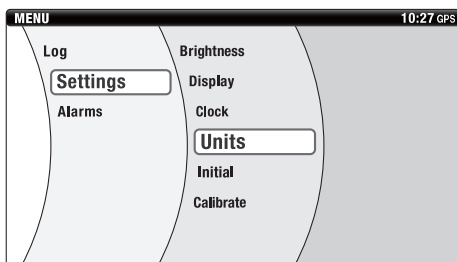 MENU 10:27 GPS
Log
Settings
Alarms
Brightness
Display
Clock
Units
Initial
Calibrate